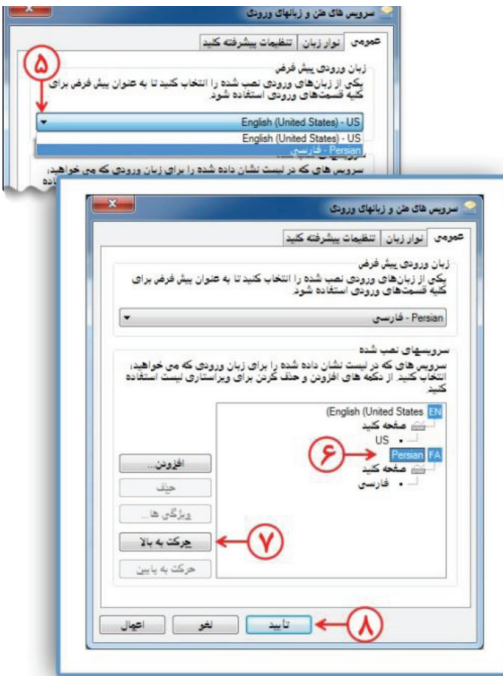 سرویس های متن و زبانهای ورودی
عمومی نوار زبان تنظیمات پیشرفته کلید
زبان ورودی پیش فرض
یکی از زبان‌های ورودی نصب شده را انتخاب کنید تا به عنوان پیش فرض برای
کلیه قسمت‌های ورودی استفاده شود.
۵
English (United States) - US
English (United States) - US
Persian - فارسی
سرویس های که در لیست نشان داده شده را برای زبان ورودی که می خواهید،
سرویس های متن و زبانهای ورودی
عمومی نوار زبان تنظیمات پیشرفته کلید
زبان ورودی پیش فرض
یکی از زبان‌های ورودی نصب شده را انتخاب کنید تا به عنوان پیش فرض برای
کلیه قسمت‌های ورودی استفاده شود.
Persian - فارسی
سرویسهای نصب شده
سرویس های که در لیست نشان داده شده را برای زبان ورودی که می خواهید،
انتخاب کنید. از دکمه های افزودن و حذف کردن برای ویراستاری لیست استفاده
کنید.
EN (English (United States
صفحه کلید
US
FA Persian
۶
صفحه کلید
فارسی
افزودن...
حذف
ویژگی ها...
حرکت به بالا
۷
حرکت به پایین
تایید لغو اعمال
۸